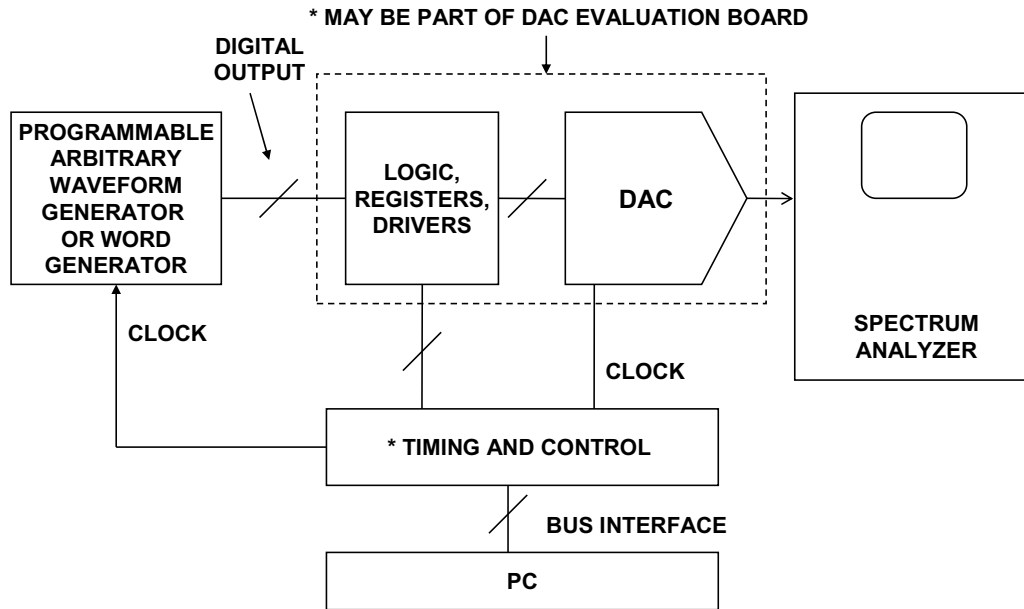 * MAY BE PART OF DAC EVALUATION BOARD
DIGITAL
OUTPUT
PROGRAMMABLE
ARBITRARY
WAVEFORM
GENERATOR
OR WORD
GENERATOR
LOGIC,
REGISTERS,
DRIVERS
DAC
SPECTRUM
ANALYZER
CLOCK
CLOCK
* TIMING AND CONTROL
BUS INTERFACE
PC